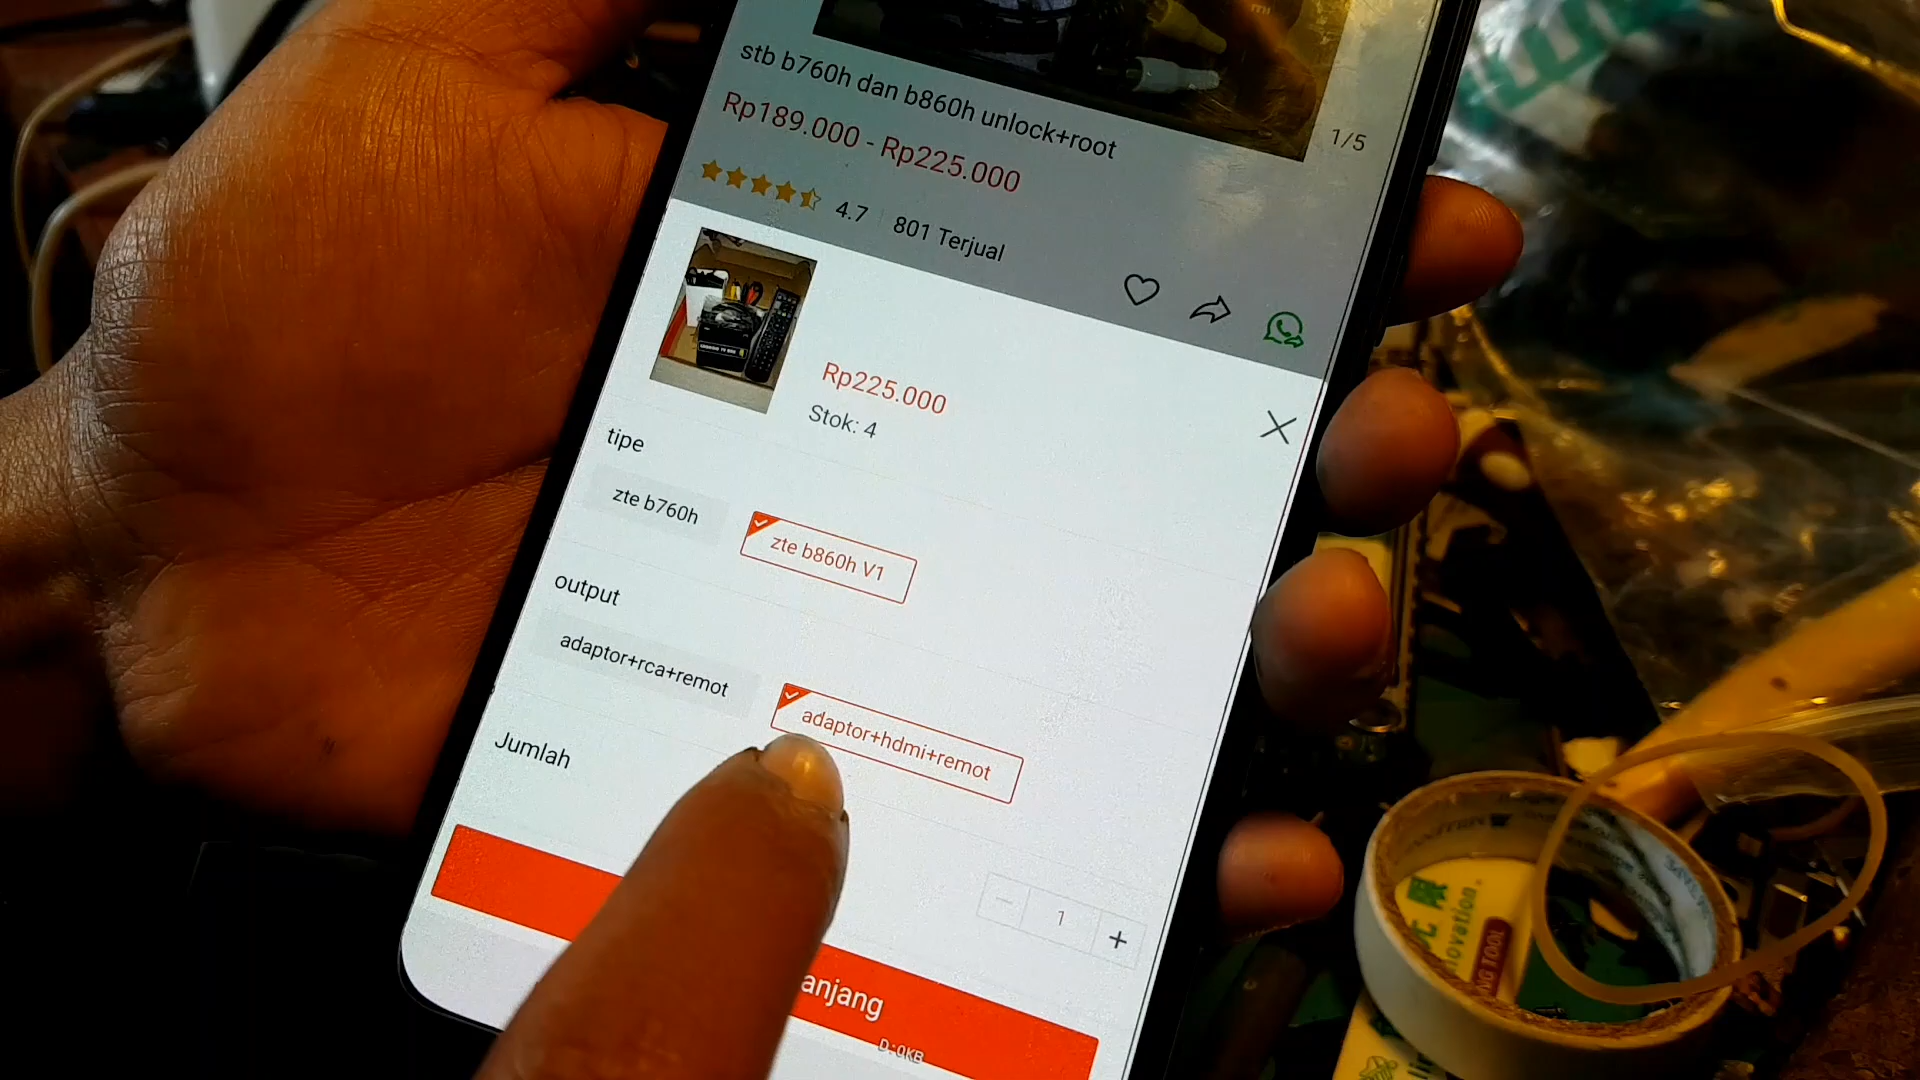 stb b760h dan b860h unlock+root
1/5
Rp189.000 - Rp225.000
4.7
801 Terjual
Rp225.000
Stok: 4
tipe
zte b760h
zte b860h V1
output
adaptor+rca+remot
adaptor+hdmi+remot
Jumlah
1
anjang
D:0KB